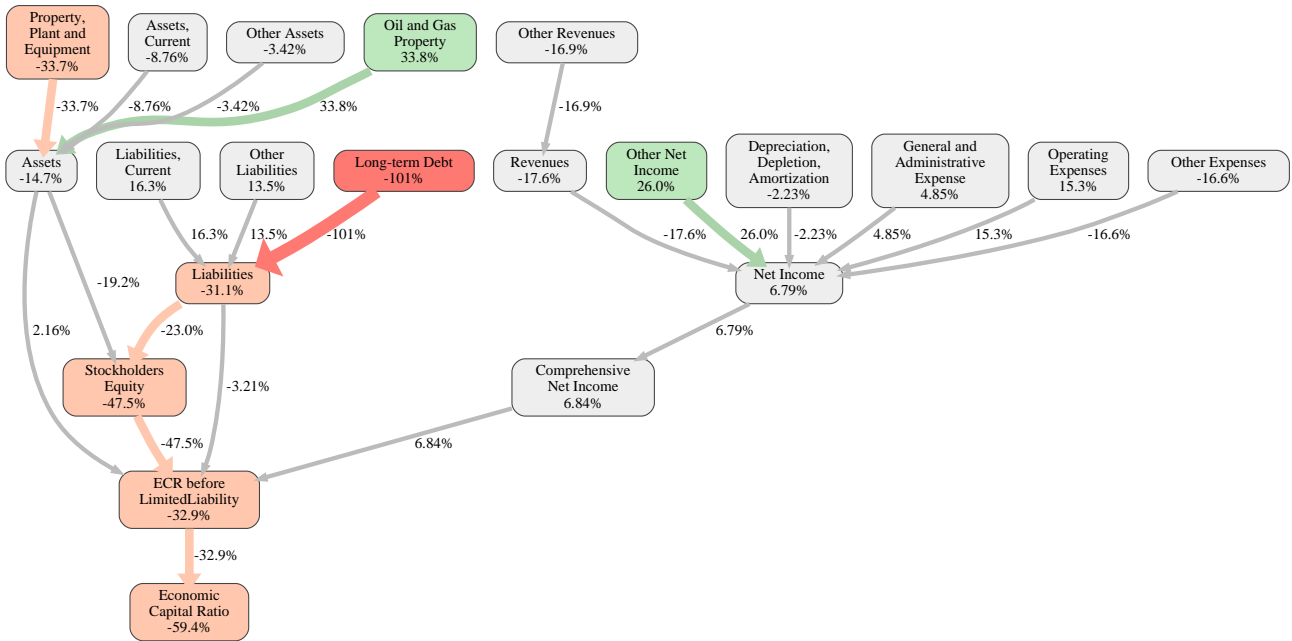 Property,
Plant and
Equipment
-33.7%
Assets,
Current
-8.76%
Other Assets
-3.42%
Oil and Gas
Property
33.8%
Other Revenues
-16.9%
-33.7%
-8.76%
-3.42%
33.8%
-16.9%
Assets
-14.7%
Liabilities,
Current
16.3%
Other
Liabilities
13.5%
Long-term Debt
-101%
Revenues
-17.6%
Other Net
Income
26.0%
Depreciation,
Depletion,
Amortization
-2.23%
General and
Administrative
Expense
4.85%
Operating
Expenses
15.3%
Other Expenses
-16.6%
16.3%
13.5%
-101%
-17.6%
26.0%
-2.23%
4.85%
15.3%
-16.6%
Liabilities
-31.1%
Net Income
6.79%
-19.2%
2.16%
-23.0%
6.79%
Stockholders
Equity
-47.5%
-3.21%
Comprehensive
Net Income
6.84%
-47.5%
6.84%
ECR before
LimitedLiability
-32.9%
-32.9%
Economic
Capital Ratio
-59.4%